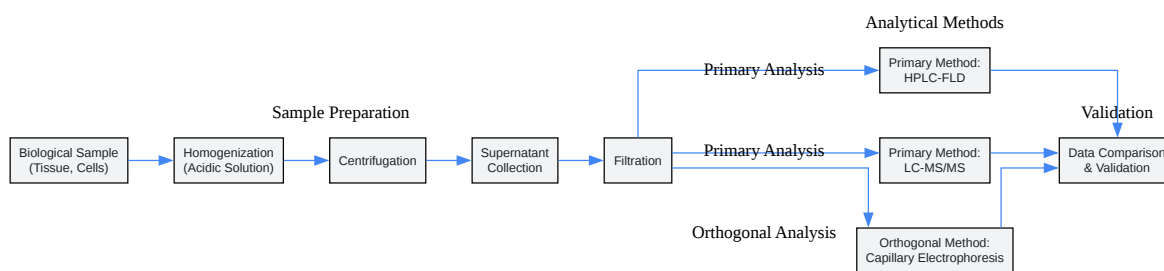 Analytical Methods
Primary Analysis
Primary Method:
HPLC-FLD
Sample Preparation
Validation
Biological Sample
(Tissue, Cells)
Homogenization
(Acidic Solution)
Centrifugation
Supernatant
Collection
Filtration
Primary Analysis
Primary Method:
LC-MS/MS
Data Comparison
& Validation
Orthogonal Analysis
Orthogonal Method:
Capillary Electrophoresis